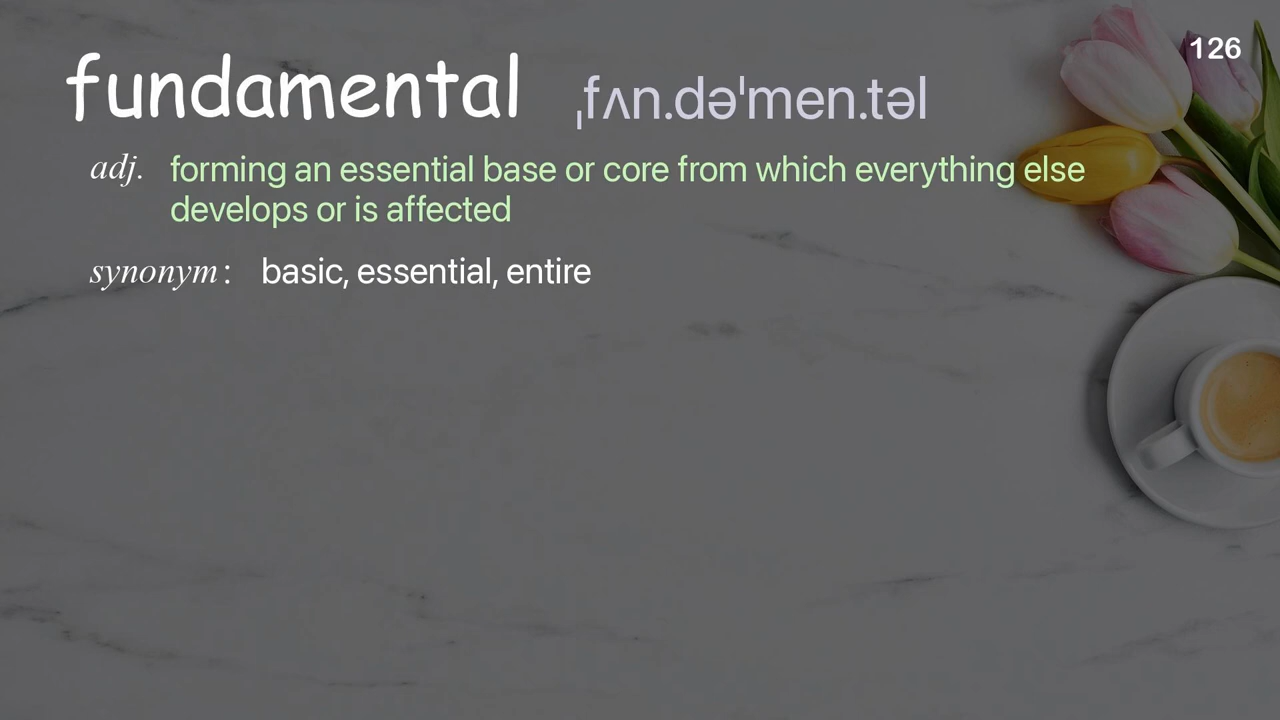 126
fundamental ˌfʌn.dəˈmen.təl
adj. forming an essential base or core from which everything else
develops or is affected
synonym: basic, essential, entire